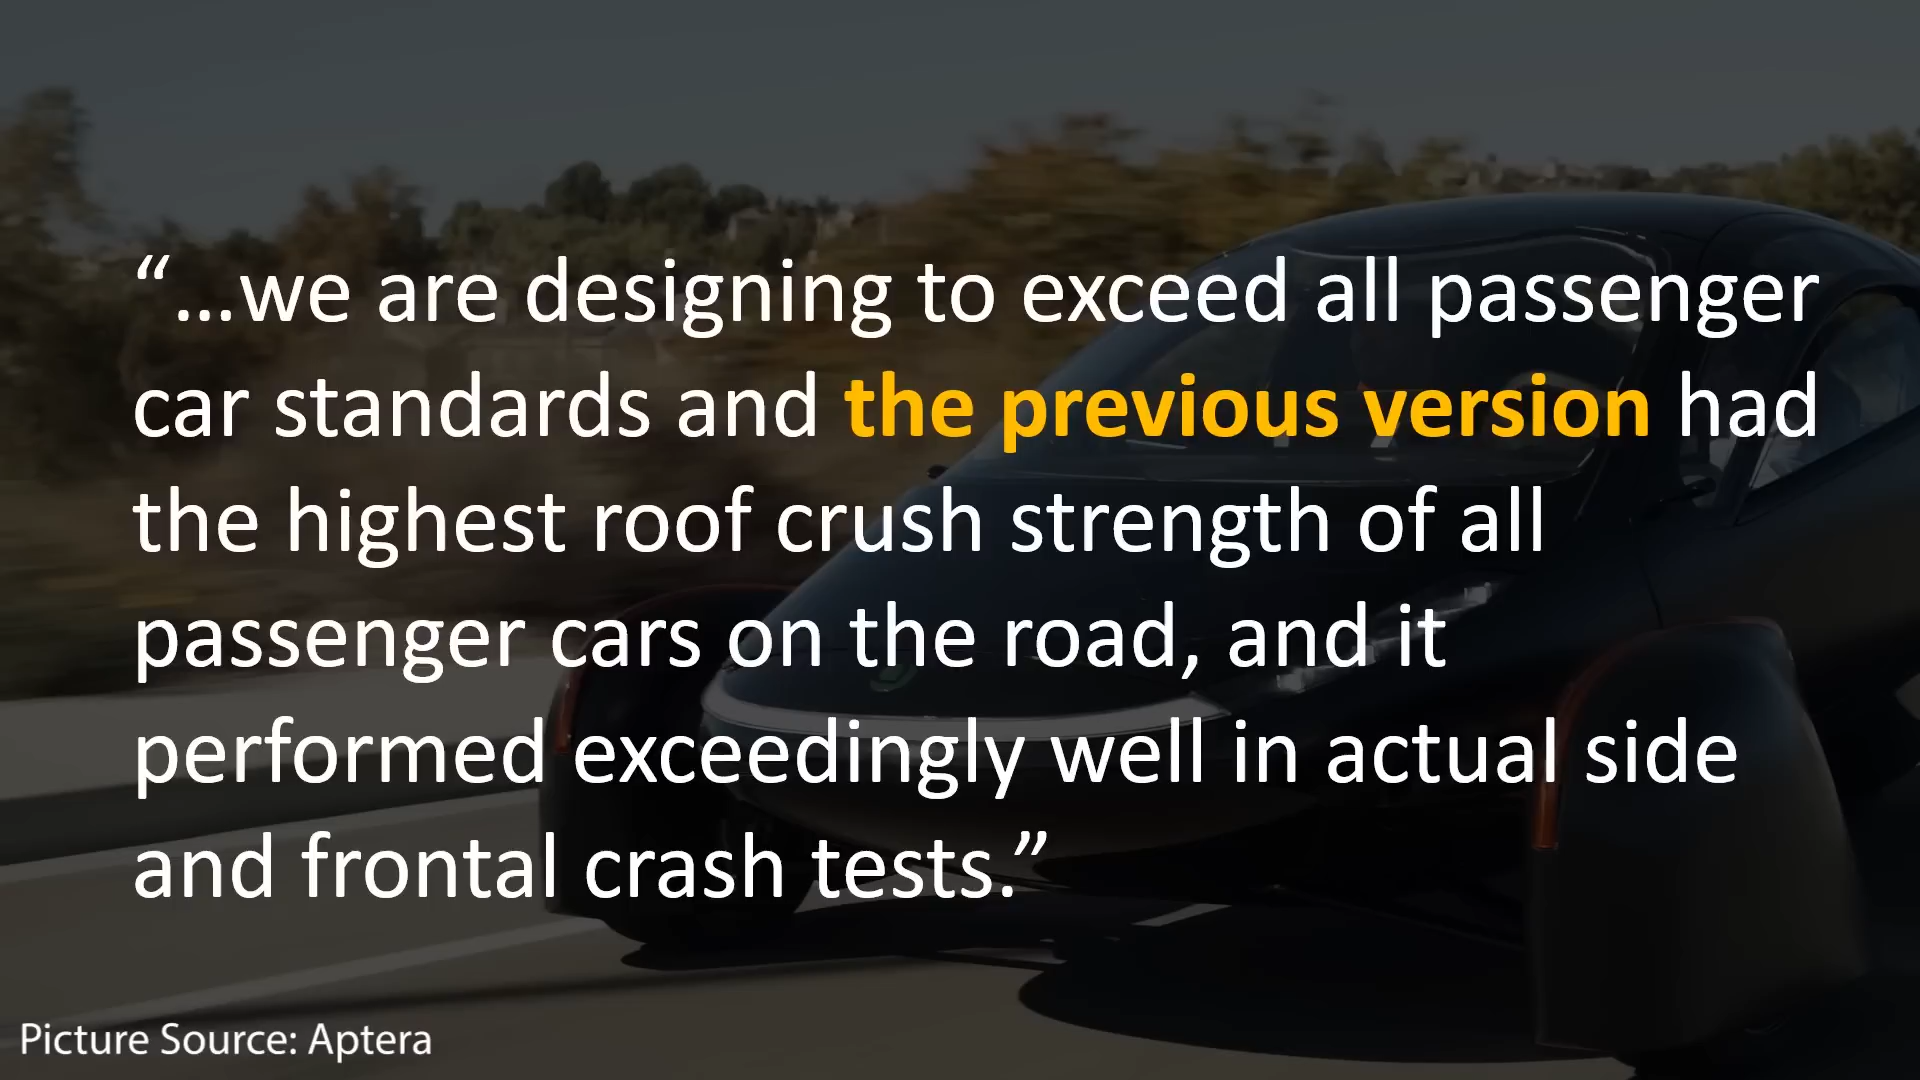 “...we are designing to exceed all passenger
car standards and the previous version had
the highest roof crush strength of all
passenger cars on the road, and it
performed exceedingly well in actual side
and frontal crash tests.”
Picture Source: Aptera